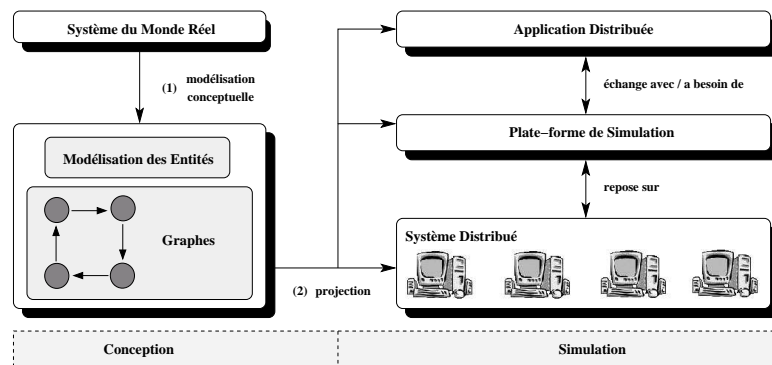 Système du Monde Réel
(1) modélisation
conceptuelle
Modélisation des Entités
Graphes
(2) projection
Application Distribuée
échange avec / a besoin de
Plate−forme de Simulation
repose sur
Système Distribué
Conception
Simulation